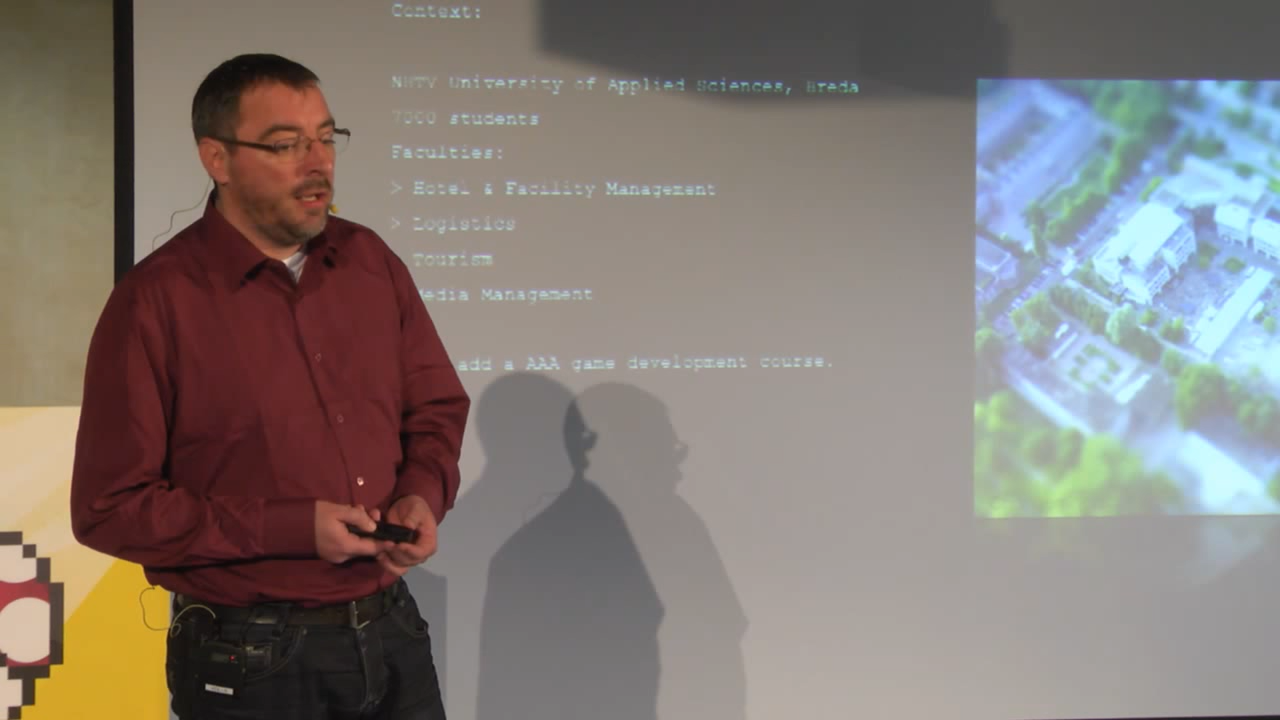 Context:
NHTV University of Applied Sciences, Breda
7000 students
Faculties:
> Hotel & Facility Management
> Logistics
Tourism
Media Management
add a AAA game development course.